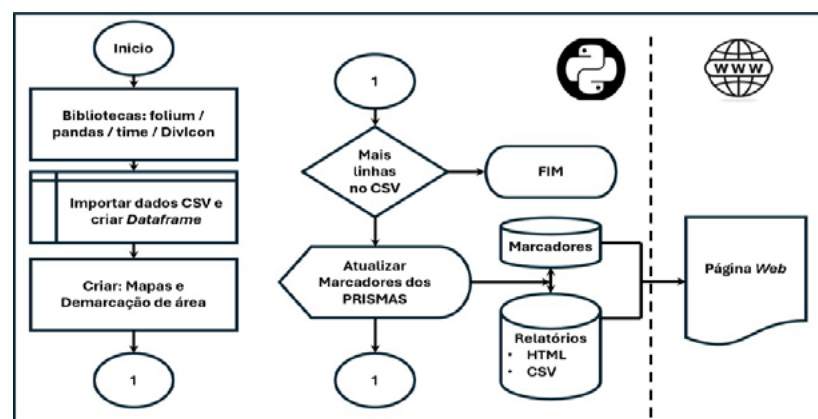 Inicio
Bibliotecas: folium /
pandas / time / DivIcon
Importar dados CSV e
criar Dataframe
Criar: Mapas e
Demarcação de área
1
1
Mais
linhas
no CSV
FIM
Atualizar
Marcadores dos
PRISMAS
1
Marcadores
Relatórios
• HTML
• CSV
WWW
Página Web